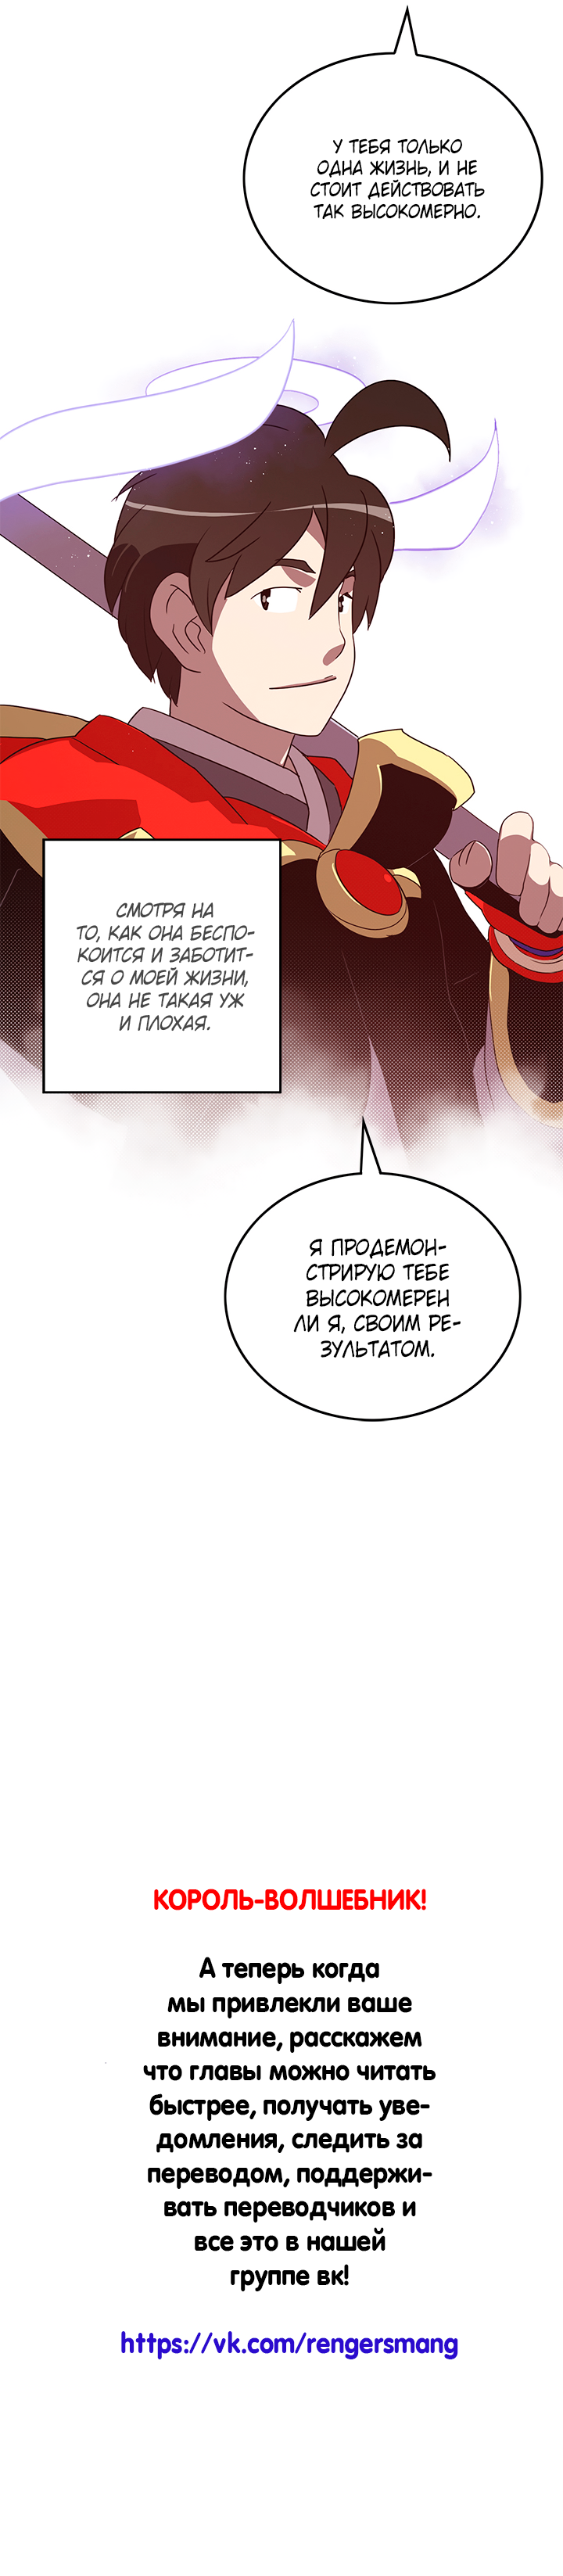 У ТЕБЯ ТОЛЬКО
ОДНА ЖИЗНЬ, И НЕ
СТОИТ ДЕЙСТВОВАТЬ
ТАК ВЫСОКОМЕРНО.
СМОТРЯ НА
ТО, КАК ОНА БЕСПО-
КОИТСЯ И ЗАБОТИТ-
СЯ О МОЕЙ ЖИЗНИ,
ОНА НЕ ТАКАЯ УЖ
И ПЛОХАЯ.
Я ПРОДЕМОН-
СТРИРУЮ ТЕБЕ
ВЫСОКОМЕРЕН
ЛИ Я, СВОИМ РЕ-
ЗУЛЬТАТОМ.
КОРОЛЬ-ВОЛШЕБНИК!
А теперь когда
мы привлекли ваше
внимание, расскажем
что главы можно читать
быстрее, получать уве-
домления, следить за
переводом, поддержи-
вать переводчиков и
все это в нашей
группе вк!
https://vk.com/rengersmang